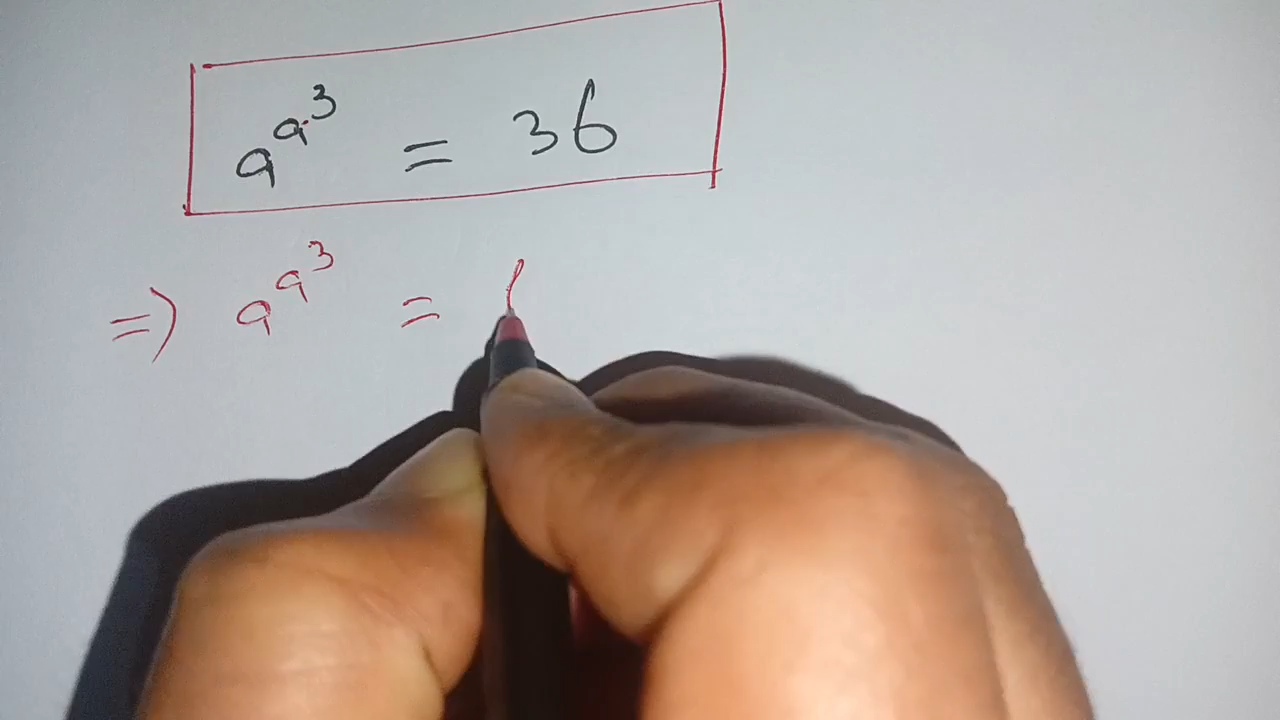 a^{a^3} = 36
=> a^{a^3} =